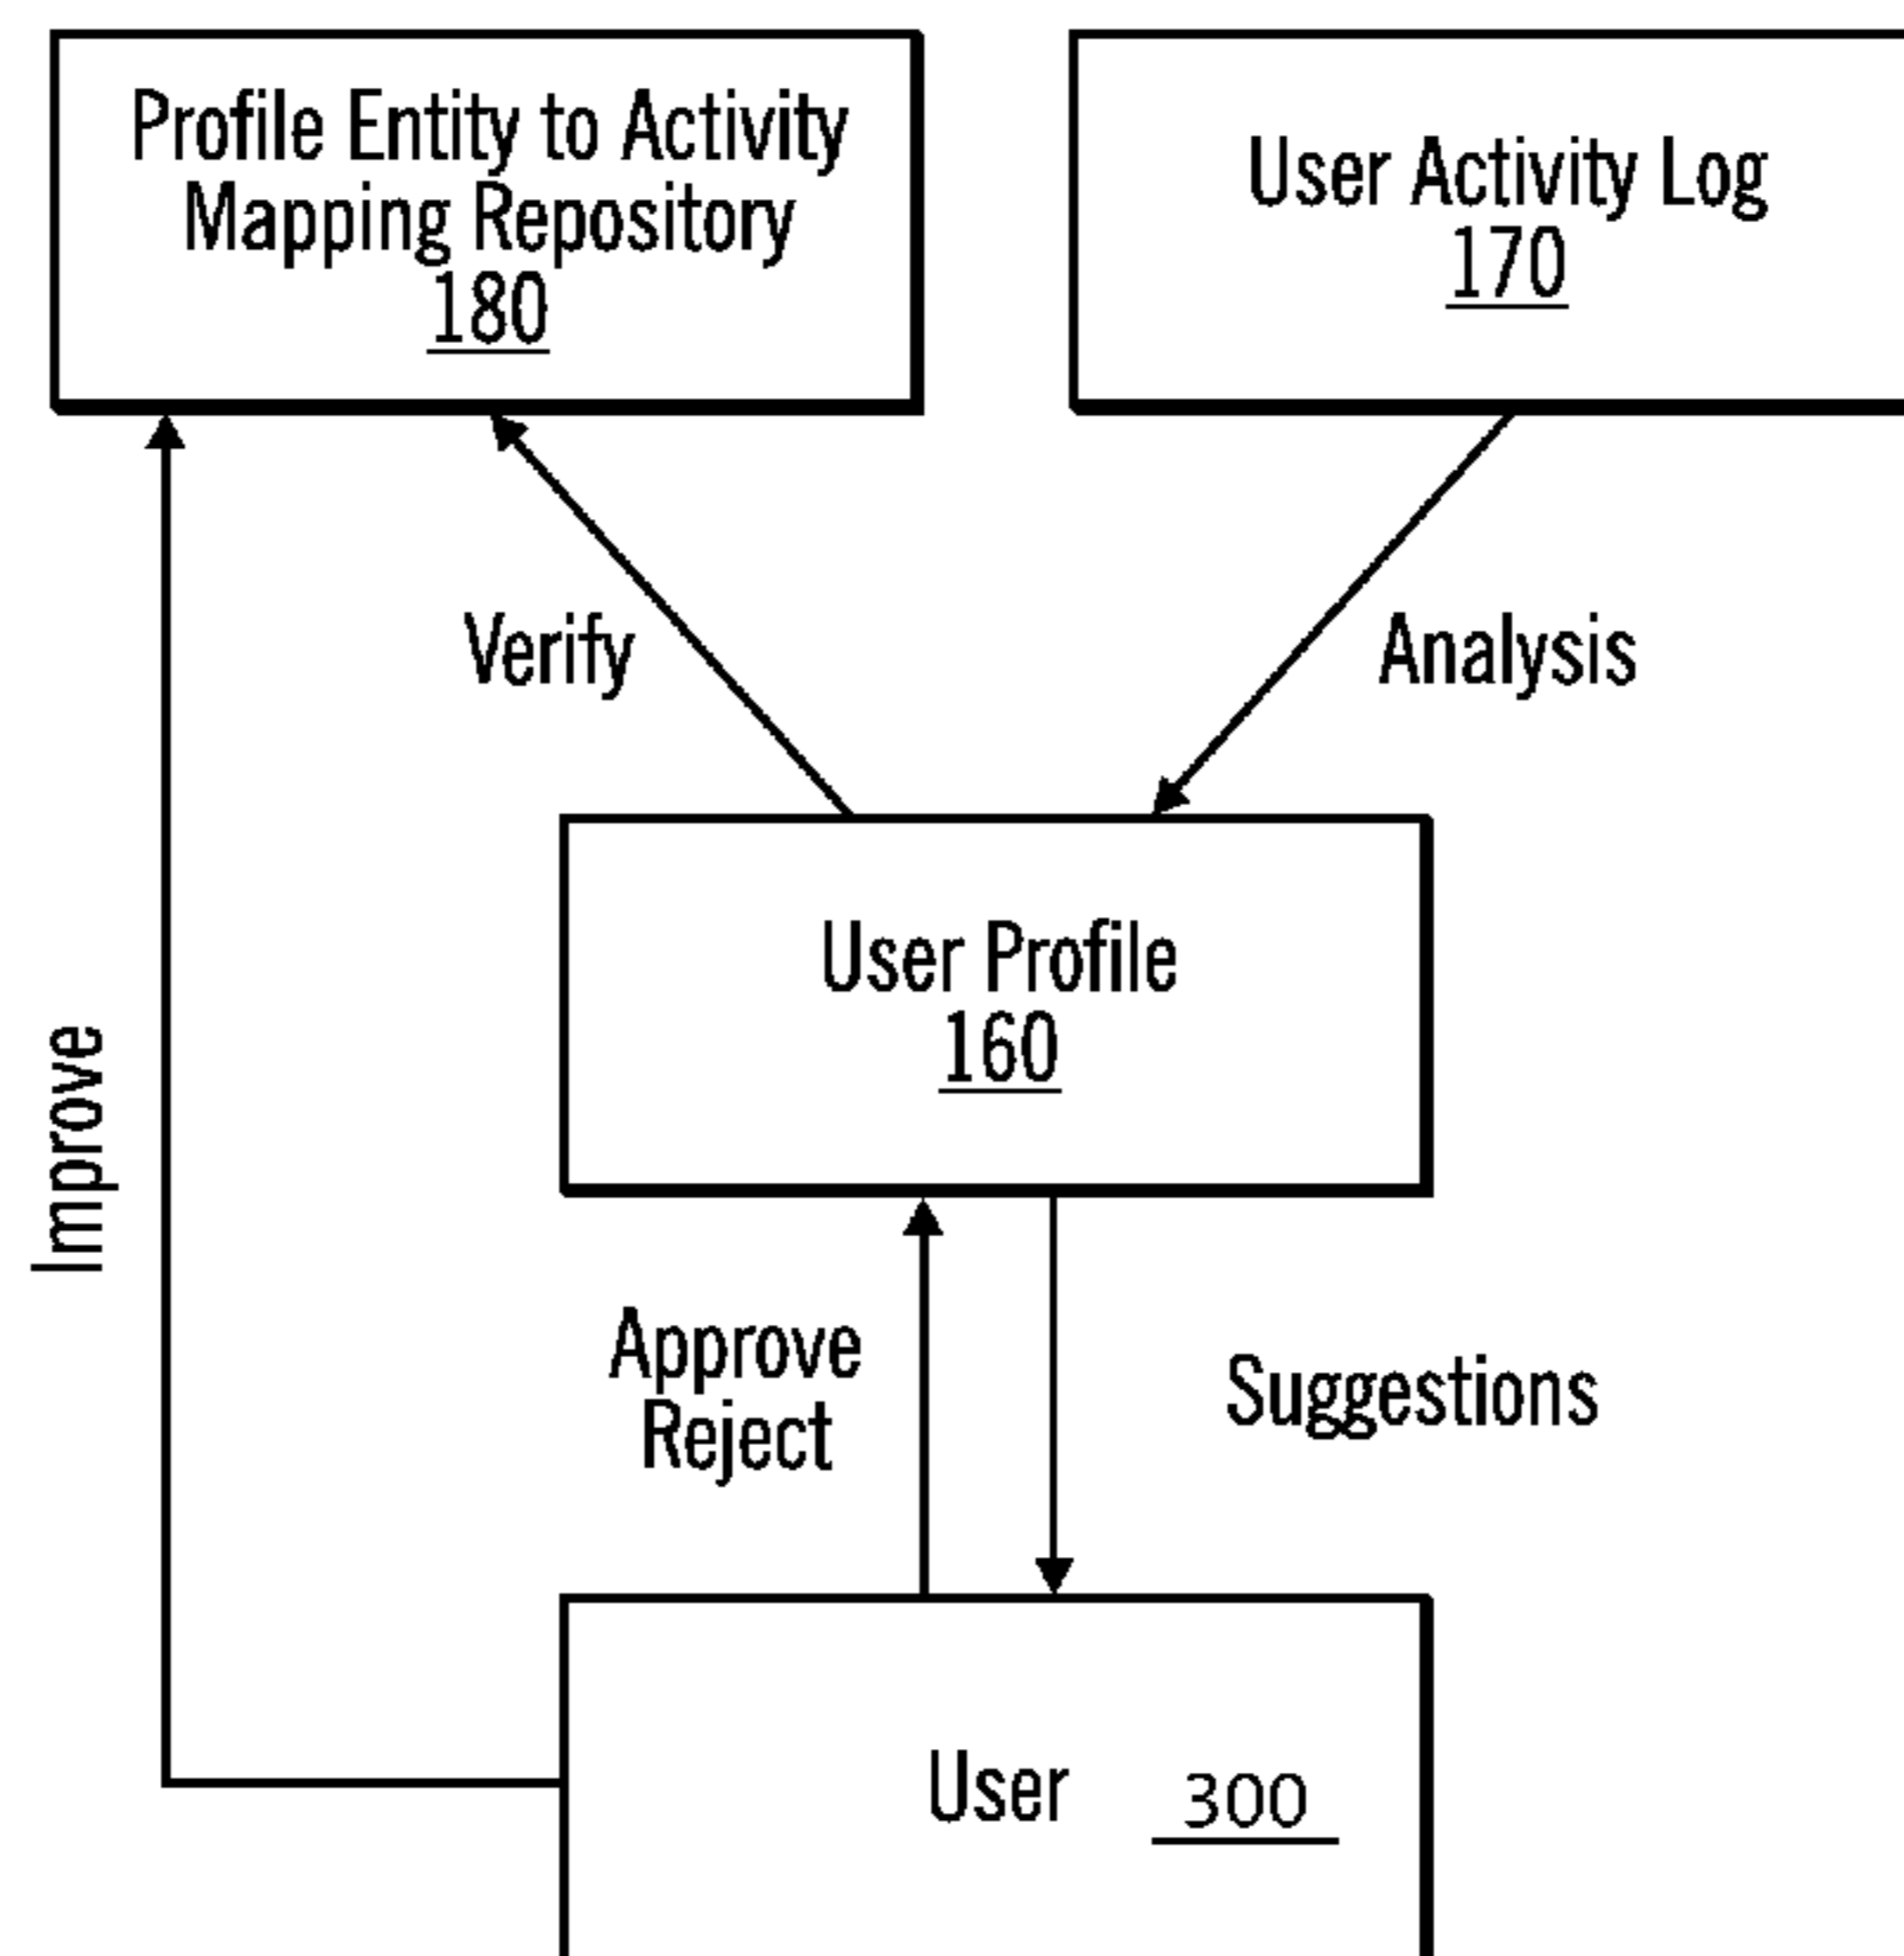 Profile Entity to Activity
Mapping Repository
180
User Activity Log
170
Verify
Analysis
User Profile
160
Improve
Approve
Reject
Suggestions
User 300